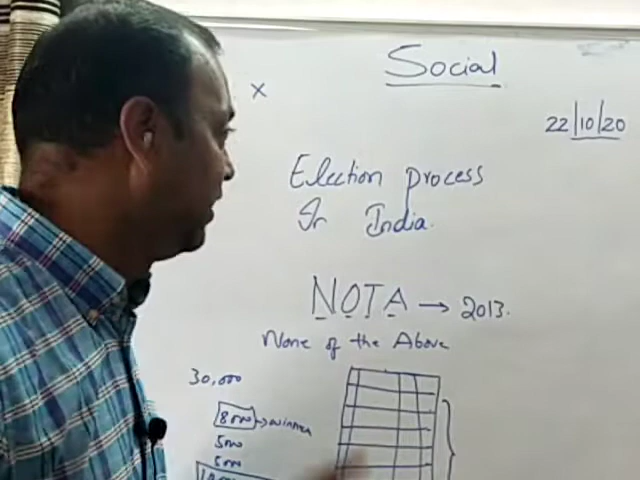 x
Social
22/10/20
Election process
In India.
NOTA → 2013.
None of the Above
30,000
8000 → winner
5000
5000